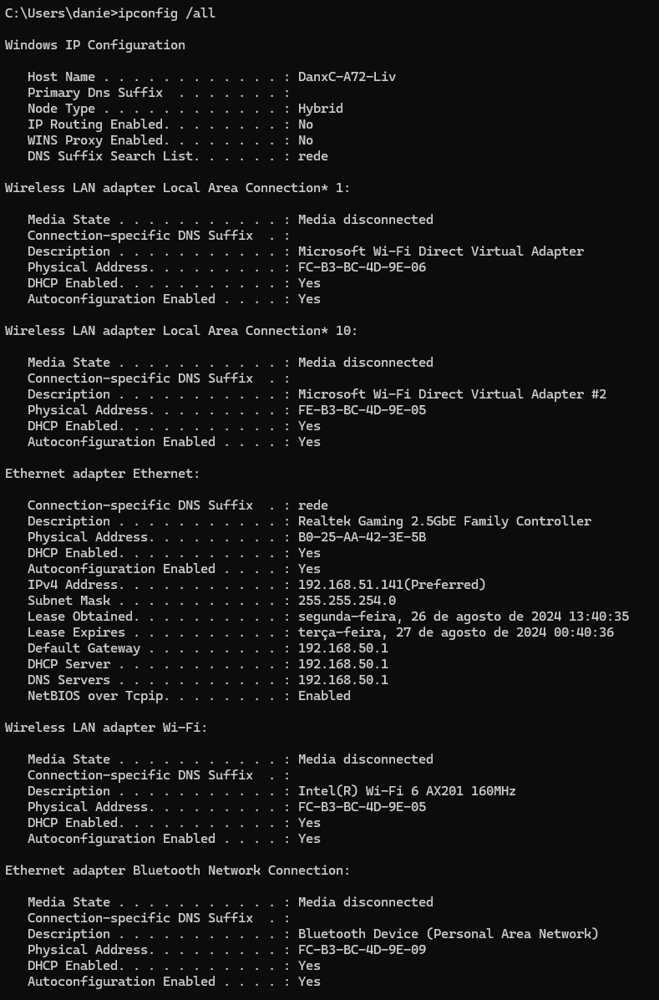 C:\Users\danie>ipconfig /all
Windows IP Configuration
Host Name . . . . . . . . . . . . : DanxC-A72-Liv
Primary Dns Suffix  . . . . . . . :
Node Type . . . . . . . . . . . . : Hybrid
IP Routing Enabled. . . . . . . . : No
WINS Proxy Enabled. . . . . . . . : No
DNS Suffix Search List. . . . . . : rede
Wireless LAN adapter Local Area Connection* 1:
Media State . . . . . . . . . . . : Media disconnected
Connection-specific DNS Suffix  . :
Description . . . . . . . . . . . : Microsoft Wi-Fi Direct Virtual Adapter
Physical Address. . . . . . . . . : FC-B3-BC-4D-9E-06
DHCP Enabled. . . . . . . . . . . : Yes
Autoconfiguration Enabled . . . . : Yes
Wireless LAN adapter Local Area Connection* 10:
Media State . . . . . . . . . . . : Media disconnected
Connection-specific DNS Suffix  . :
Description . . . . . . . . . . . : Microsoft Wi-Fi Direct Virtual Adapter #2
Physical Address. . . . . . . . . : FE-B3-BC-4D-9E-05
DHCP Enabled. . . . . . . . . . . : Yes
Autoconfiguration Enabled . . . . : Yes
Ethernet adapter Ethernet:
Connection-specific DNS Suffix  . : rede
Description . . . . . . . . . . . : Realtek Gaming 2.5GbE Family Controller
Physical Address. . . . . . . . . : B0-25-AA-42-3E-5B
DHCP Enabled. . . . . . . . . . . : Yes
Autoconfiguration Enabled . . . . : Yes
IPv4 Address. . . . . . . . . . . : 192.168.51.141(Preferred)
Subnet Mask . . . . . . . . . . . : 255.255.254.0
Lease Obtained. . . . . . . . . . : segunda-feira, 26 de agosto de 2024 13:40:35
Lease Expires . . . . . . . . . . : terça-feira, 27 de agosto de 2024 00:40:36
Default Gateway . . . . . . . . . : 192.168.50.1
DHCP Server . . . . . . . . . . . : 192.168.50.1
DNS Servers . . . . . . . . . . . : 192.168.50.1
NetBIOS over Tcpip. . . . . . . . : Enabled
Wireless LAN adapter Wi-Fi:
Media State . . . . . . . . . . . : Media disconnected
Connection-specific DNS Suffix  . :
Description . . . . . . . . . . . : Intel(R) Wi-Fi 6 AX201 160MHz
Physical Address. . . . . . . . . : FC-B3-BC-4D-9E-05
DHCP Enabled. . . . . . . . . . . : Yes
Autoconfiguration Enabled . . . . : Yes
Ethernet adapter Bluetooth Network Connection:
Media State . . . . . . . . . . . : Media disconnected
Connection-specific DNS Suffix  . :
Description . . . . . . . . . . . : Bluetooth Device (Personal Area Network)
Physical Address. . . . . . . . . : FC-B3-BC-4D-9E-09
DHCP Enabled. . . . . . . . . . . : Yes
Autoconfiguration Enabled . . . . : Yes